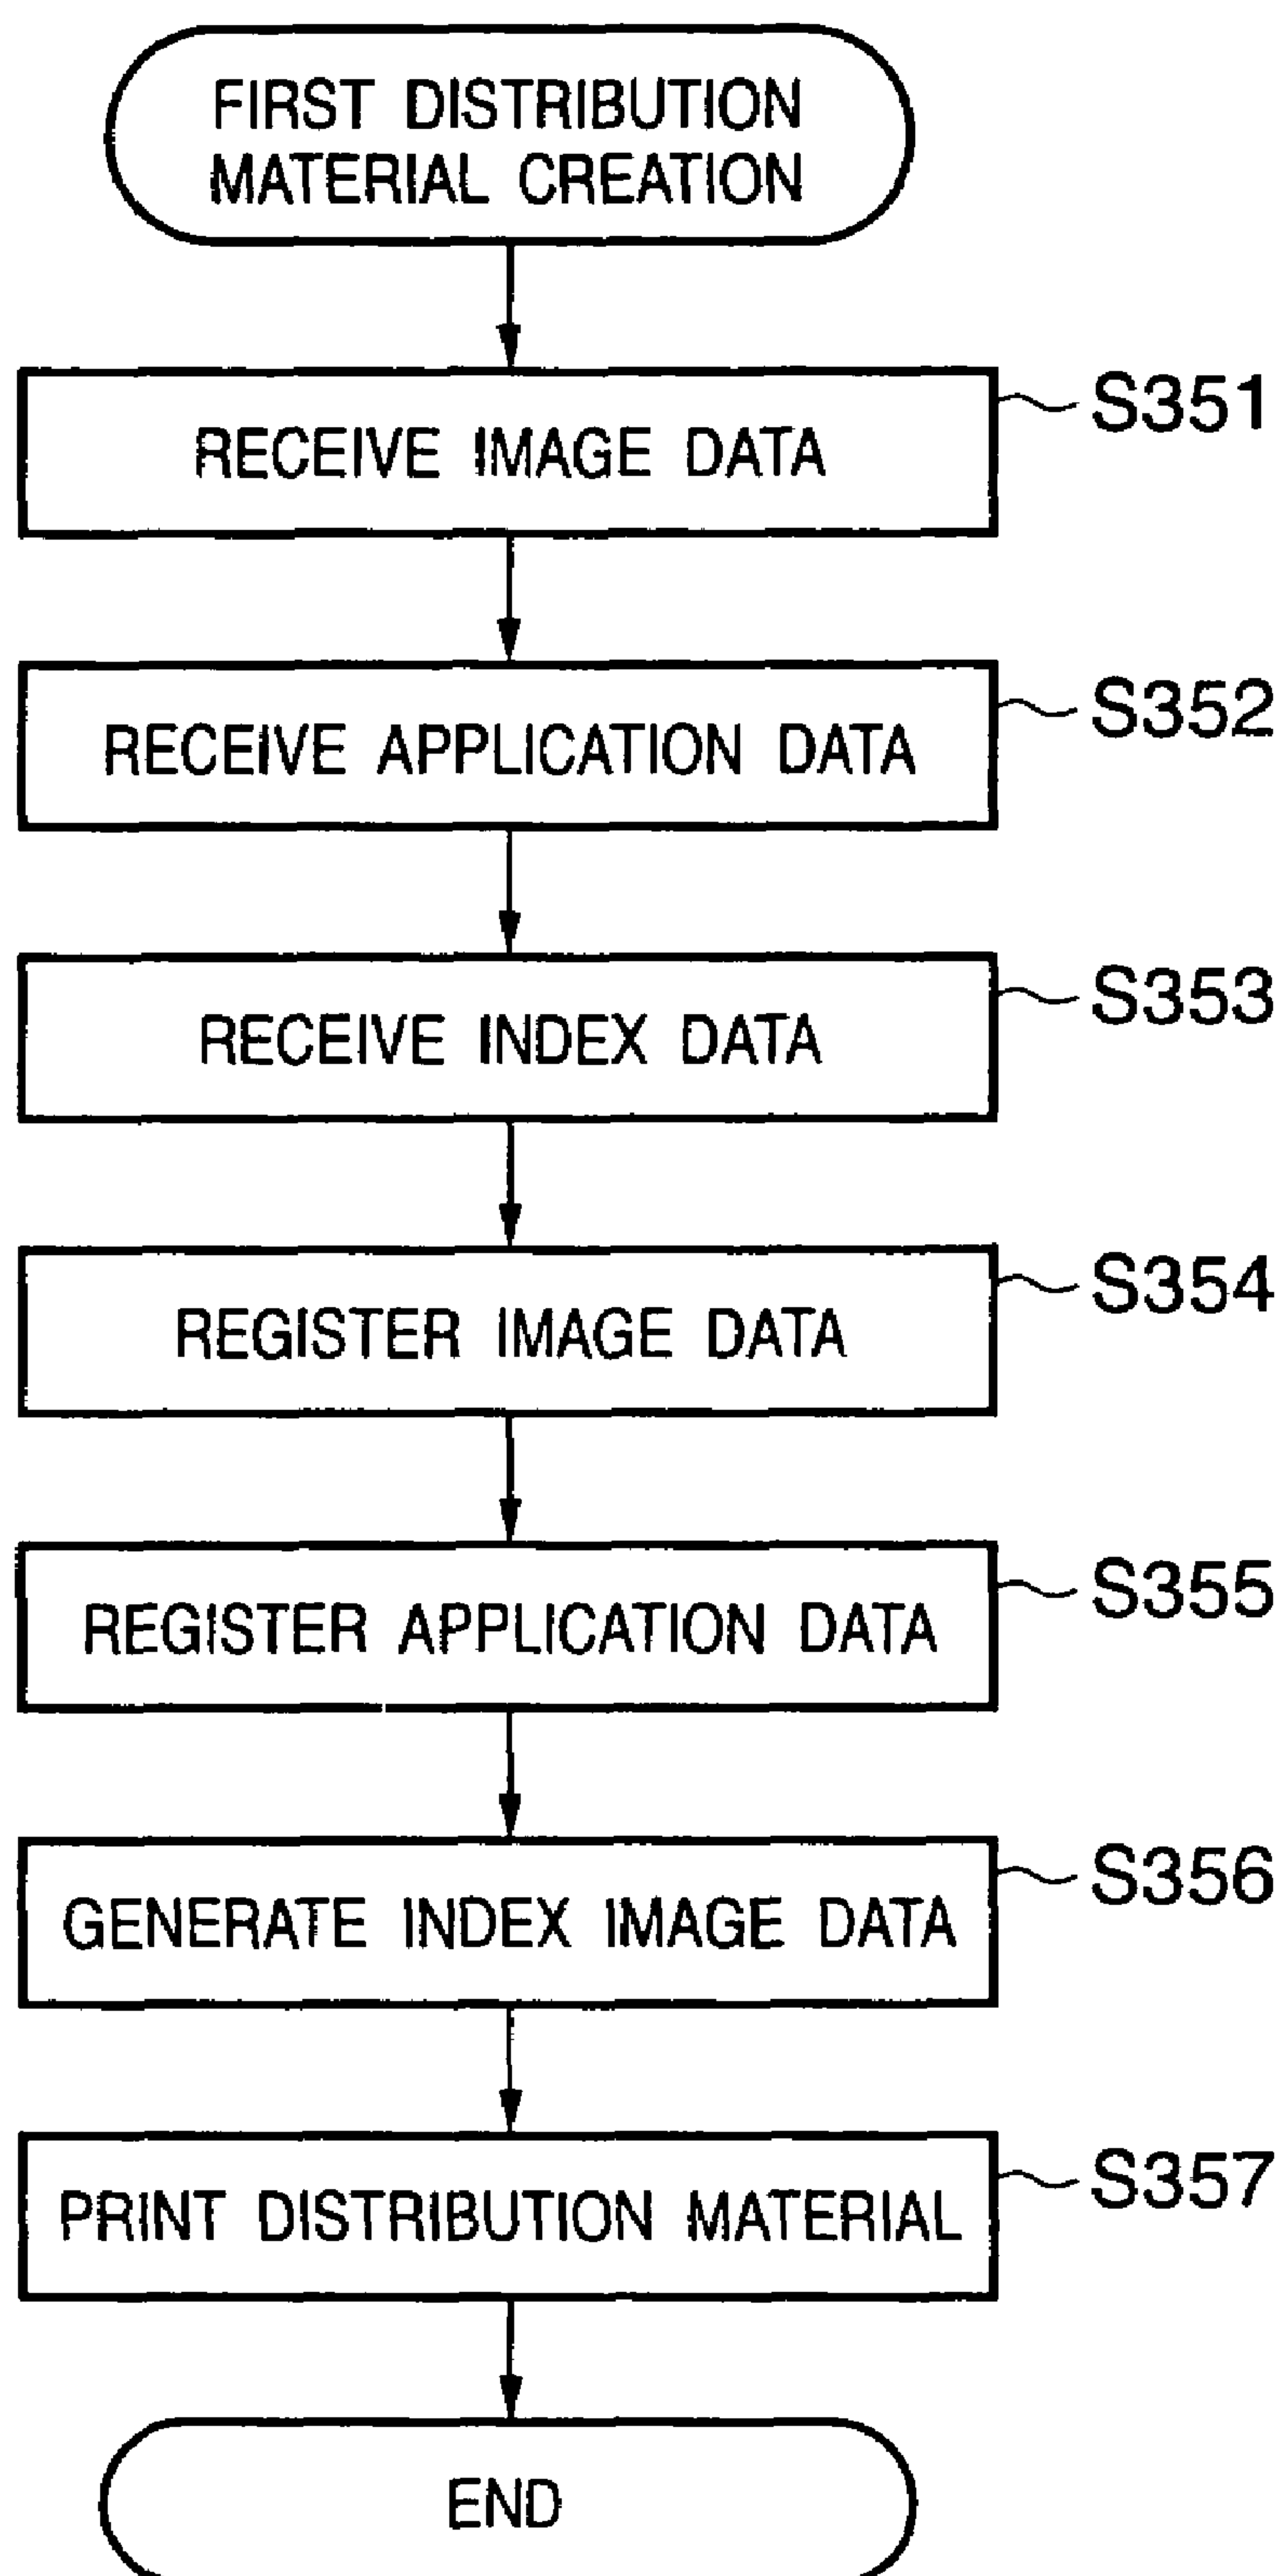 FIRST DISTRIBUTION
MATERIAL CREATION
RECEIVE IMAGE DATA
S351
RECEIVE APPLICATION DATA
S352
RECEIVE INDEX DATA
S353
REGISTER IMAGE DATA
S354
REGISTER APPLICATION DATA
S355
GENERATE INDEX IMAGE DATA
S356
PRINT DISTRIBUTION MATERIAL
S357
END